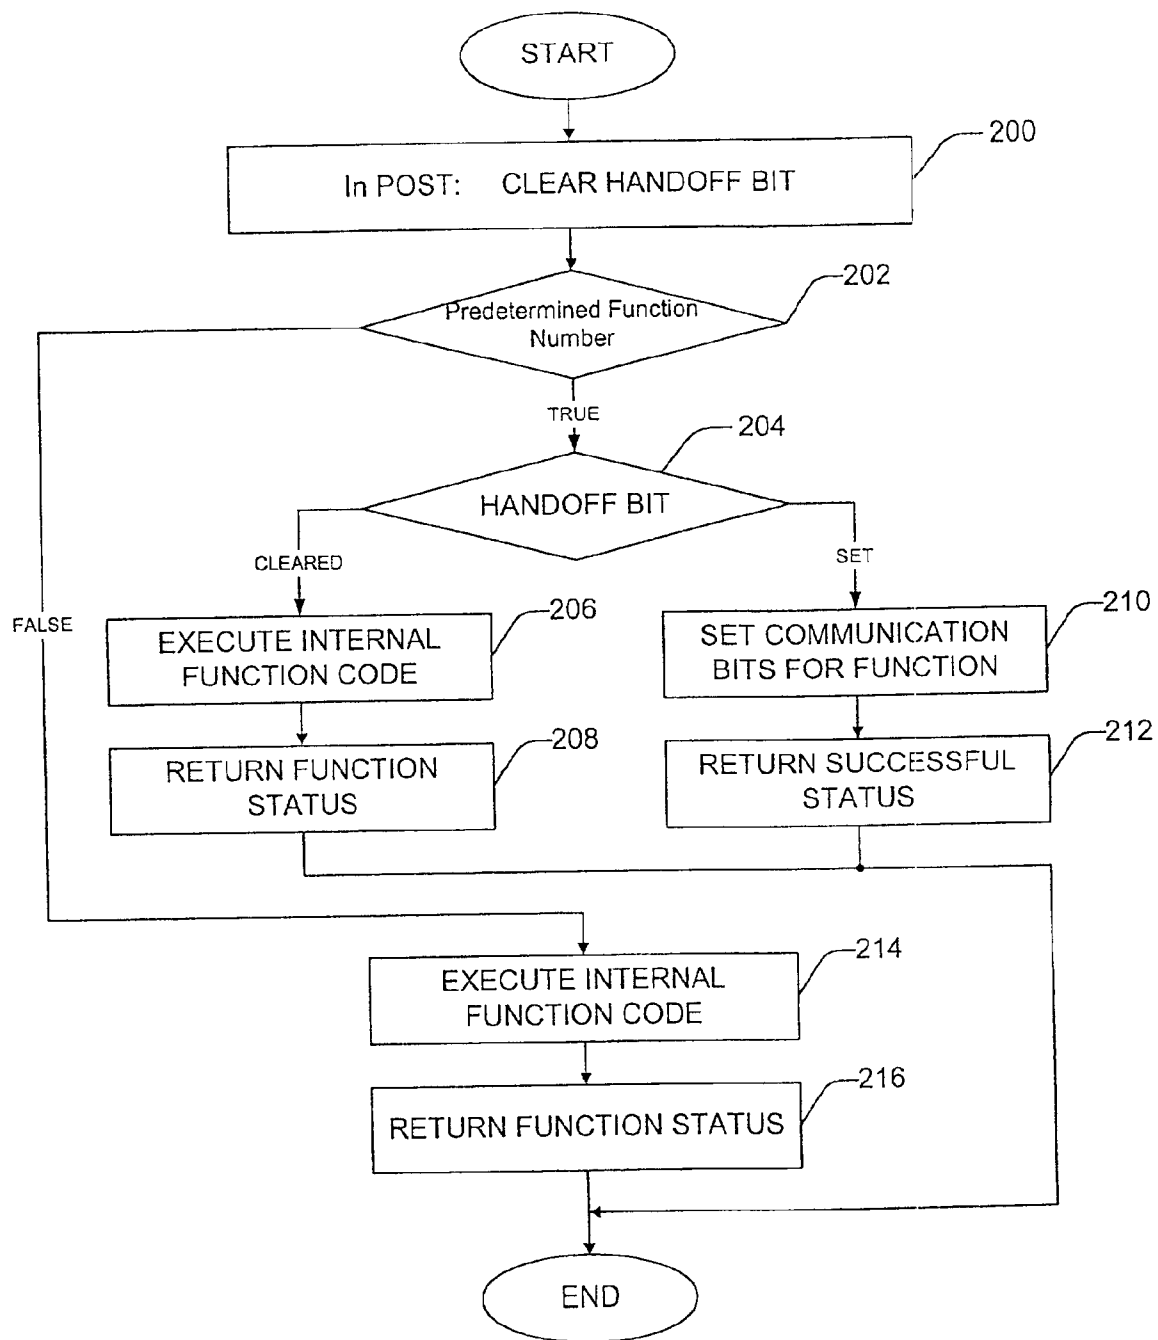 START
200
In POST: CLEAR HANDOFF BIT
202
Predetermined Function
Number
TRUE
204
HANDOFF BIT
CLEARED
SET
FALSE
206
EXECUTE INTERNAL
FUNCTION CODE
210
SET COMMUNICATION
BITS FOR FUNCTION
208
RETURN FUNCTION
STATUS
212
RETURN SUCCESSFUL
STATUS
214
EXECUTE INTERNAL
FUNCTION CODE
216
RETURN FUNCTION STATUS
END